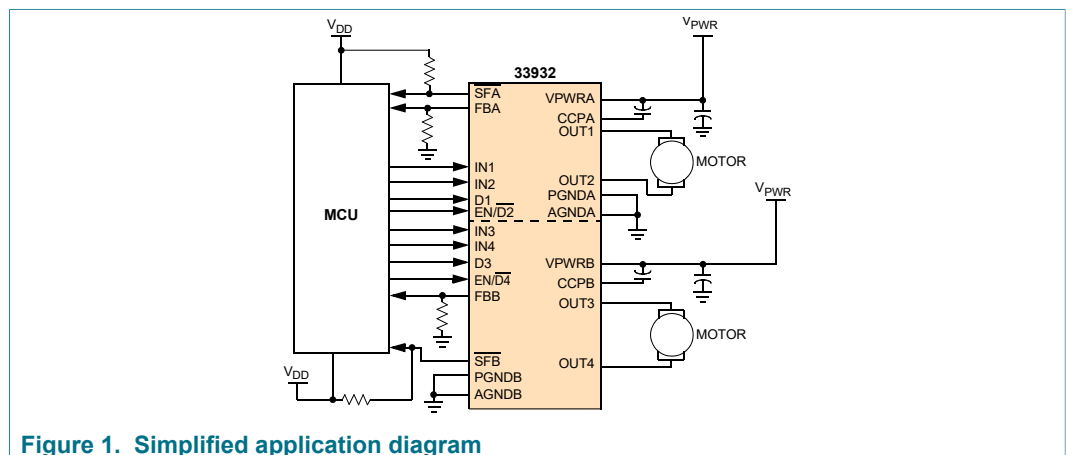 VDD
VPWR
33932
SFA
FBA
VPWRA
CCPA
OUT1
MOTOR
IN1
IN2
D1
EN/D2
OUT2
PGNDA
AGNDA
VPWR
MCU
IN3
IN4
D3
EN/D4
FBB
VPWRB
CCPB
OUT3
MOTOR
OUT4
SFB
PGNDB
AGNDB
VDD
Figure 1. Simplified application diagram